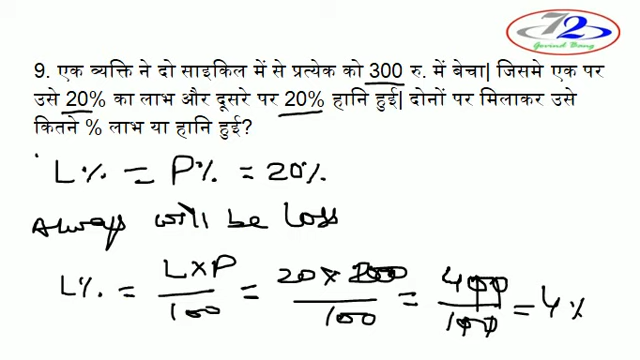 72
Govind Bang
9. एक व्यक्ति ने दो साइकिल में से प्रत्येक को 300 रु. में बेचा| जिसमे एक पर
उसे 20% का लाभ और दूसरे पर 20% हानि हुई| दोनों पर मिलाकर उसे
कितने % लाभ या हानि हुई?
L% = P% = 20%
Always will be loss
L% = L×P/100 = 20 × /100 = 400/100 = 4%